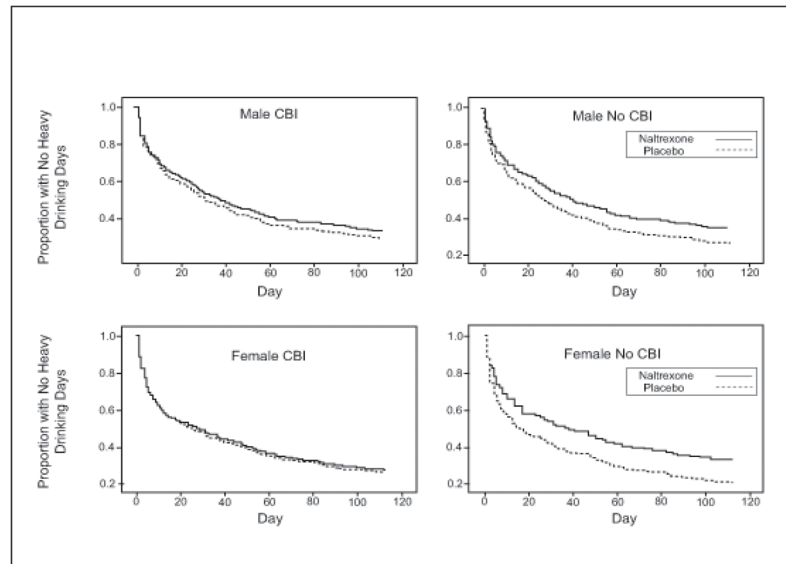 Proportion with No Heavy
Drinking Days
1.0
0.8
0.6
0.4
Male CBI
0 20 40 60 80 100 120
Day
1.0
0.8
0.6
0.4
0.2
Male No CBI
Naltrexone
Placebo
0 20 40 60 80 100 120
Day
Proportion with No Heavy
Drinking Days
1.0
0.8
0.6
0.4
0.2
Female CBI
0 20 40 60 80 100 120
Day
1.0
0.8
0.6
0.4
0.2
Female No CBI
Naltrexone
Placebo
0 20 40 60 80 100 120
Day